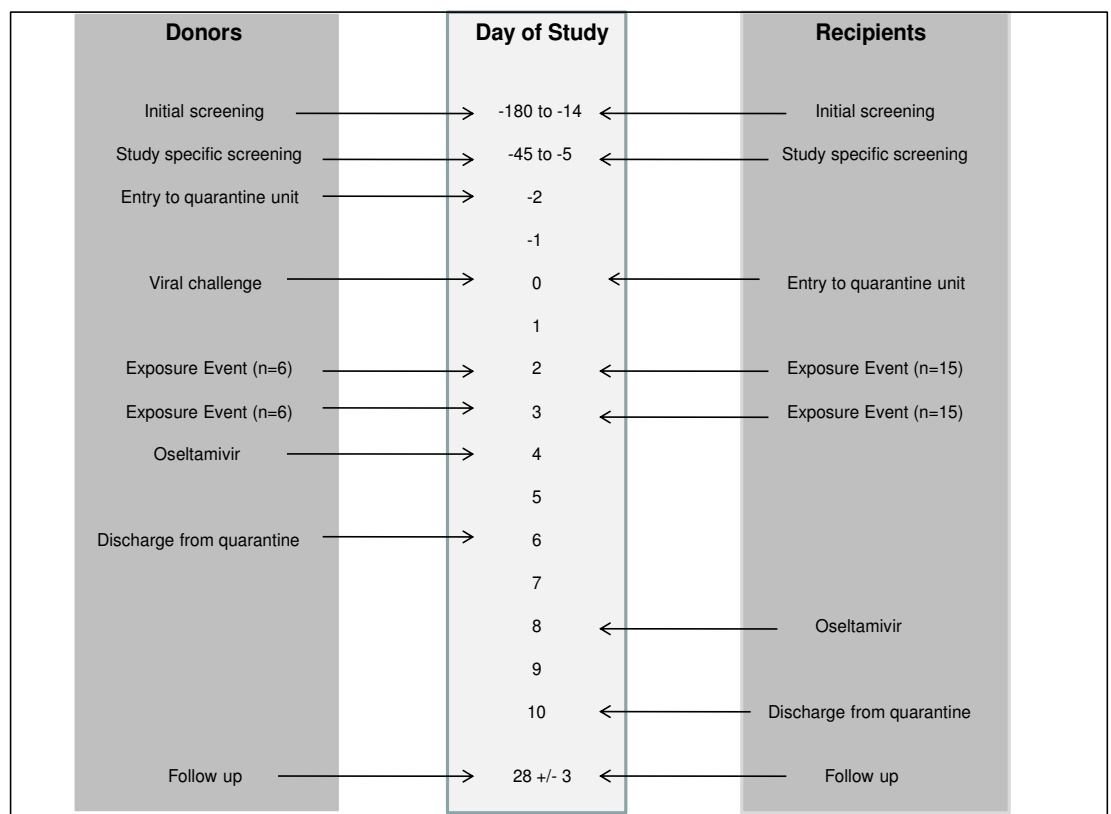 Donors Day of Study Recipients
Initial screening -180 to -14 Initial screening
Study specific screening -45 to -5 Study specific screening
Entry to quarantine unit -2
-1
Viral challenge 0 Entry to quarantine unit
1
Exposure Event (n=6) 2 Exposure Event (n=15)
Exposure Event (n=6) 3 Exposure Event (n=15)
Oseltamivir 4
5
Discharge from quarantine 6
7
8 Oseltamivir
9
10 Discharge from quarantine
Follow up 28 +/- 3 Follow up